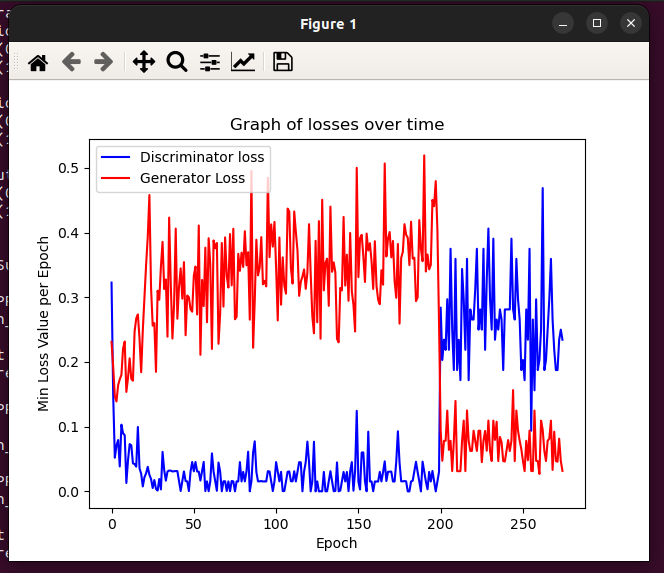 Figure 1
Graph of losses over time
Discriminator loss
Generator Loss
Min Loss Value per Epoch
0.5
0.4
0.3
0.2
0.1
0.0
0
50
100
150
200
250
Epoch